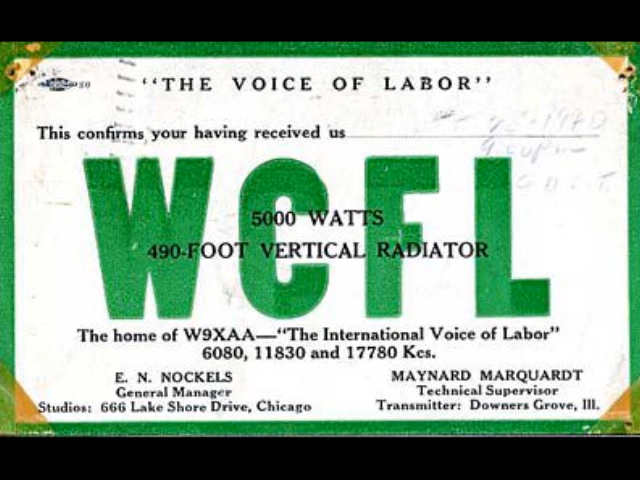 "THE VOICE OF LABOR"
This confirms your having received us
WCFL
5000 WATTS
490-FOOT VERTICAL RADIATOR
The home of W9XAA—"The International Voice of Labor"
6080, 11830 and 17780 Kcs.
E. N. NOCKELS
General Manager
Studios: 666 Lake Shore Drive, Chicago
MAYNARD MARQUARDT
Technical Supervisor
Transmitter: Downers Grove, Ill.